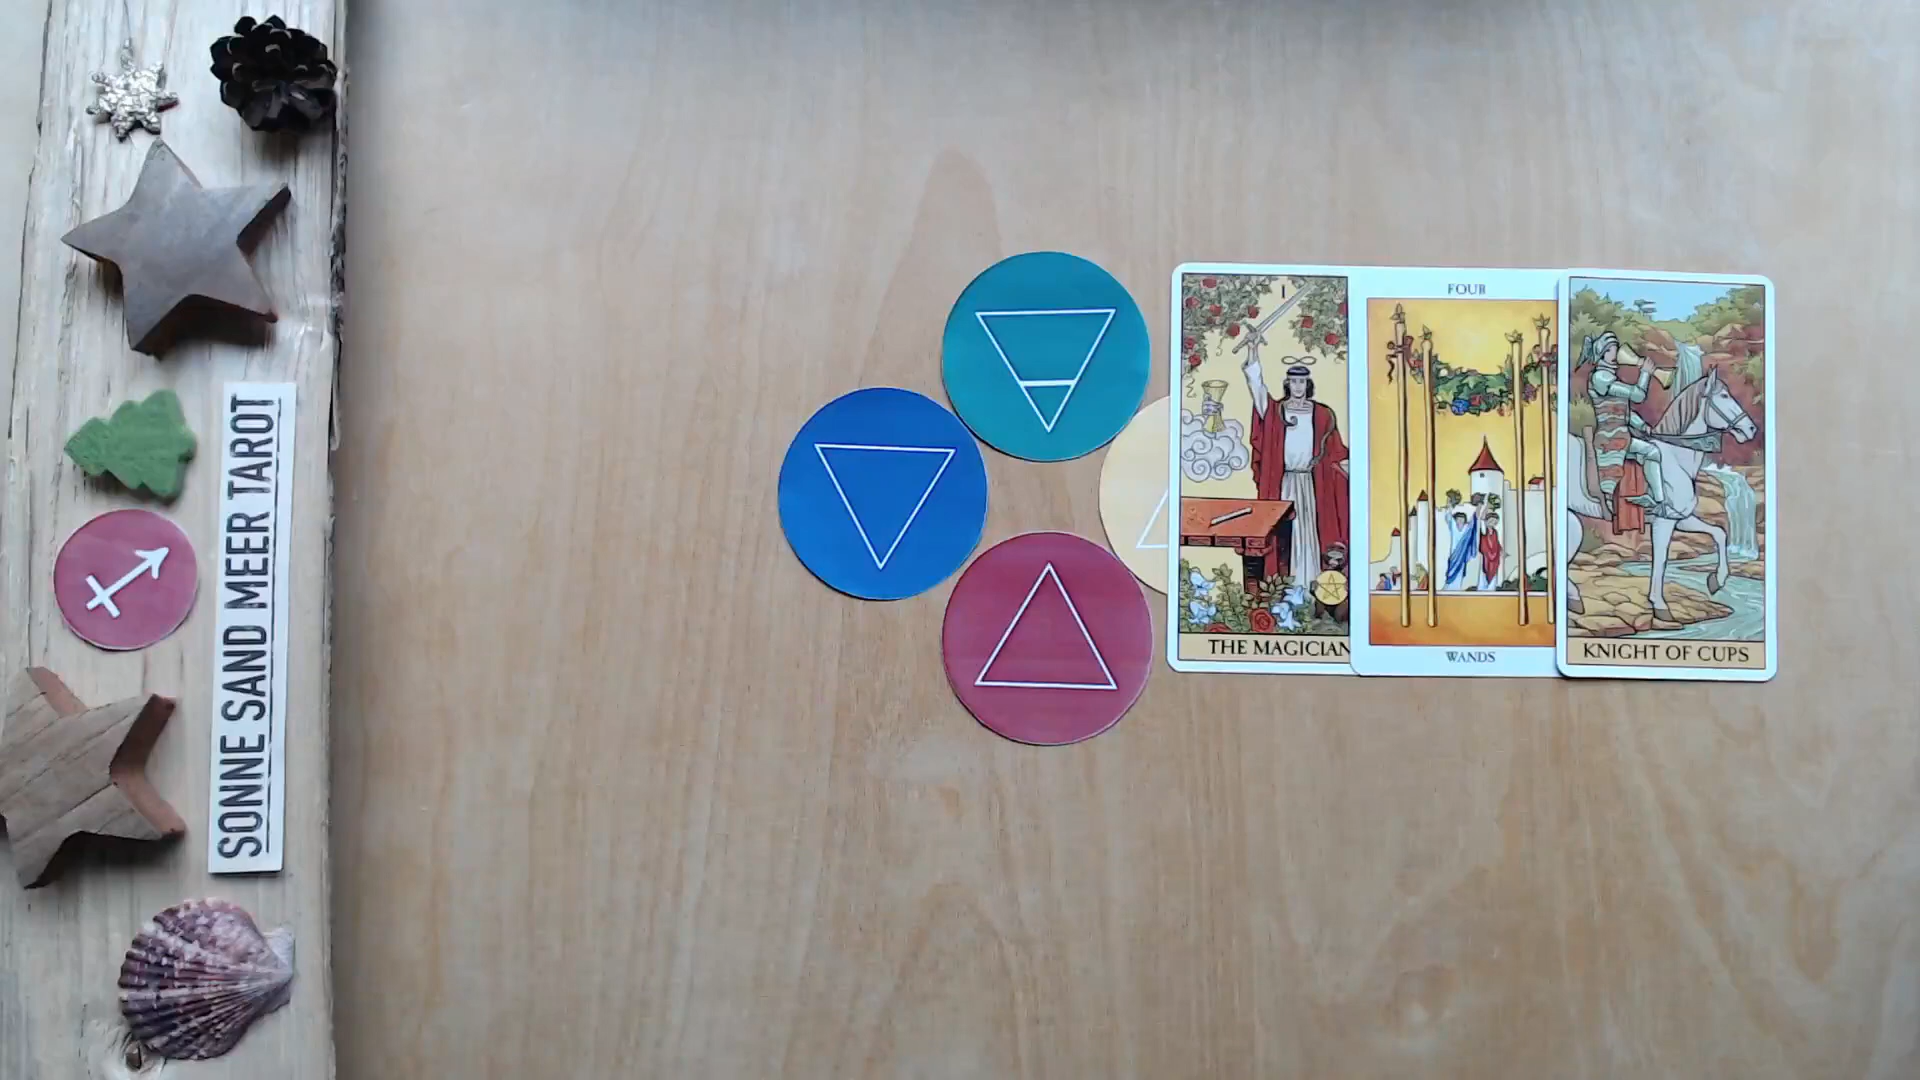 SONNE SAND MEER TAROT
I
THE MAGICIAN
FOUR
WANDS
KNIGHT OF CUPS